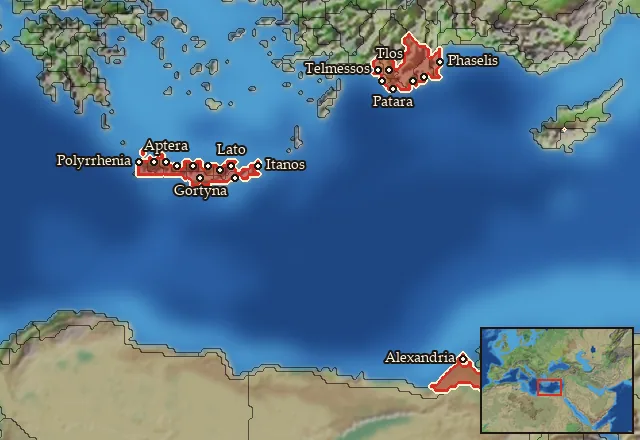 Tlos
Telmessos
Phaselis
Patara
Aptera
Lato
Polyrrhenia
Itanos
Gortyna
Alexandria